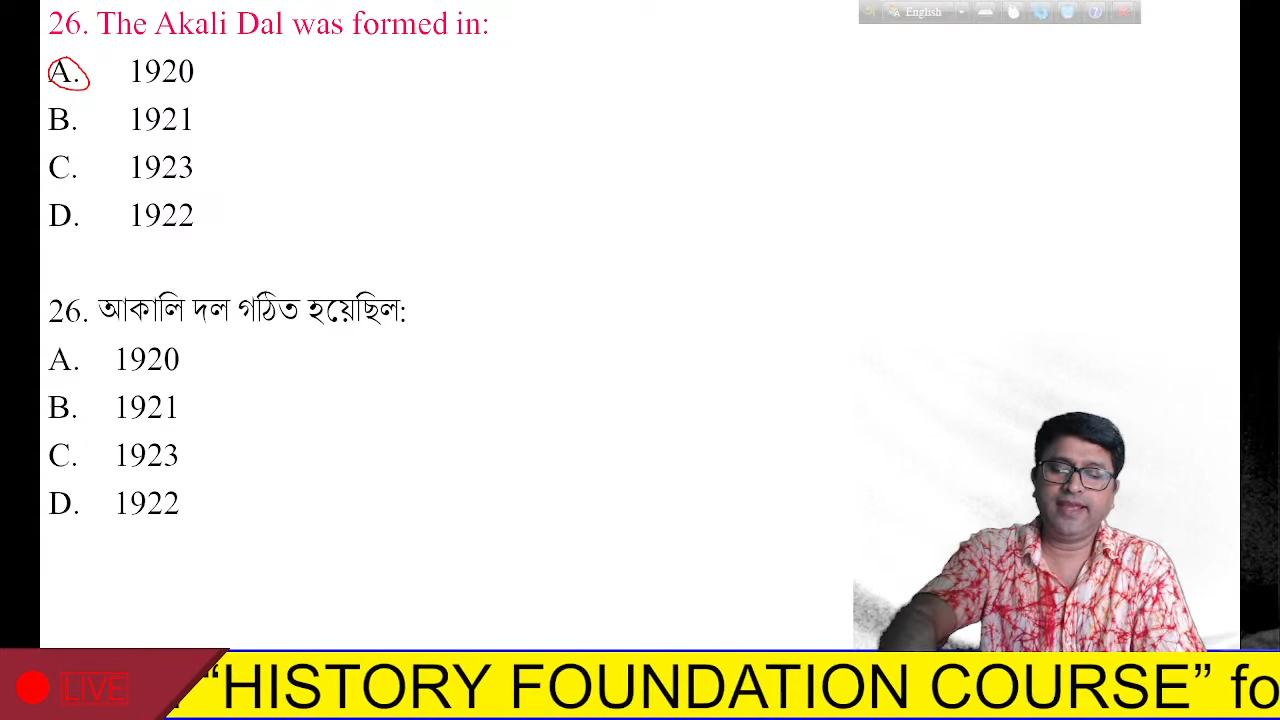 26. The Akali Dal was formed in:
English
A. 1920
B. 1921
C. 1923
D. 1922
26. আকালি দল গঠিত হয়েছিল:
A. 1920
B. 1921
C. 1923
D. 1922
LIVE
“HISTORY FOUNDATION COURSE” fo